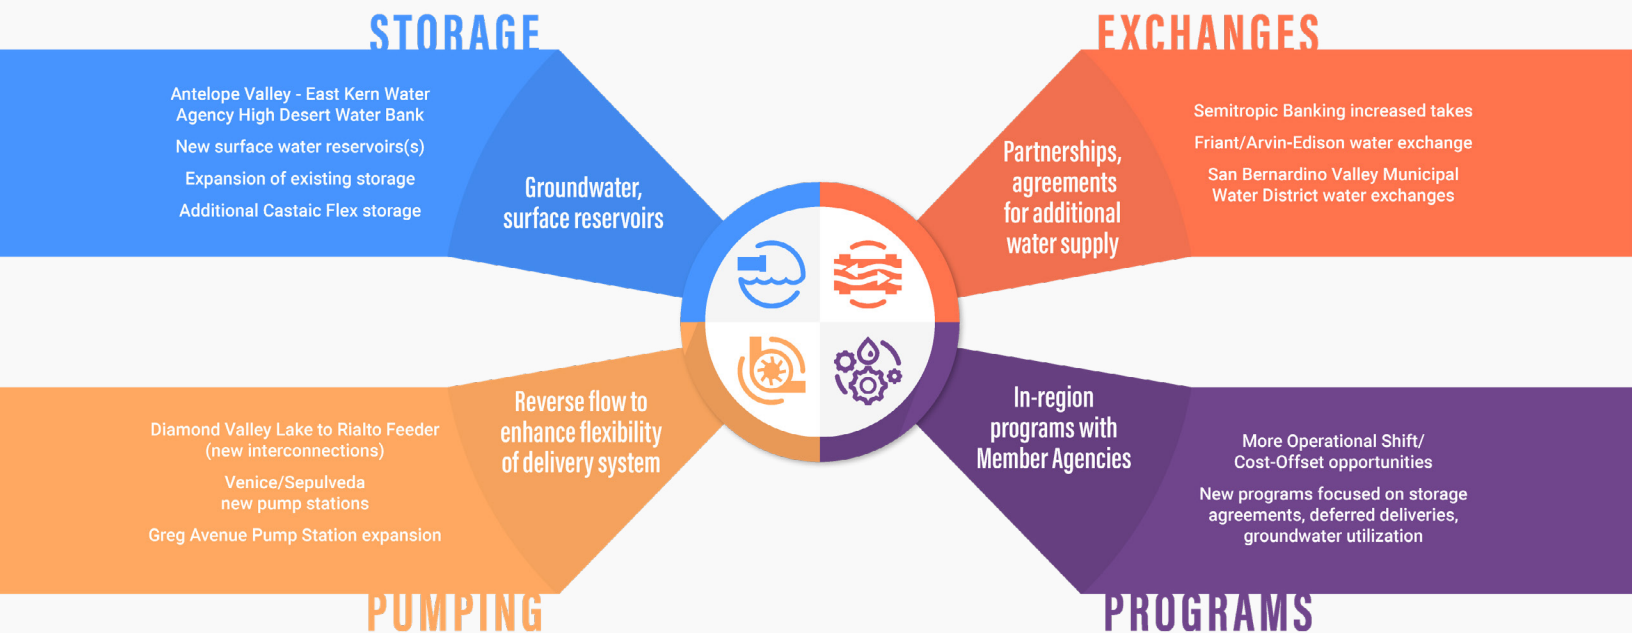 STORAGE
Antelope Valley - East Kern Water
Agency High Desert Water Bank
New surface water reservoirs(s)
Expansion of existing storage
Additional Castaic Flex storage
Groundwater,
surface reservoirs
EXCHANGES
Partnerships,
agreements
for additional
water supply
Semitropic Banking increased takes
Friant/Arvin-Edison water exchange
San Bernardino Valley Municipal
Water District water exchanges
Diamond Valley Lake to Rialto Feeder
(new interconnections)
Venice/Sepulveda
new pump stations
Greg Avenue Pump Station expansion
Reverse flow to
enhance flexibility
of delivery system
PUMPING
In-region
programs with
Member Agencies
More Operational Shift/
Cost-Offset opportunities
New programs focused on storage
agreements, deferred deliveries,
groundwater utilization
PROGRAMS